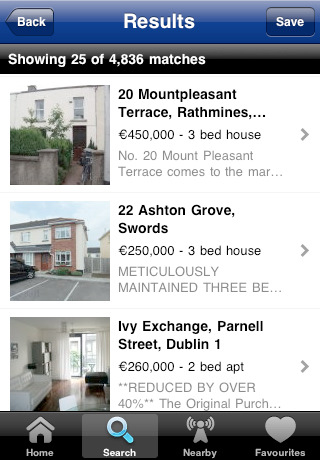 Back
Results
Save
Showing 25 of 4,836 matches
20 Mountpleasant
Terrace, Rathmines,...
€450,000 - 3 bed house
No. 20 Mount Pleasant
Terrace comes to the mar...
22 Ashton Grove,
Swords
€250,000 - 3 bed house
METICULOUSLY
MAINTAINED THREE BE...
Ivy Exchange, Parnell
Street, Dublin 1
€260,000 - 2 bed apt
**REDUCED BY OVER
40%** The Original Purch...
Home
Search
Nearby
Favourites